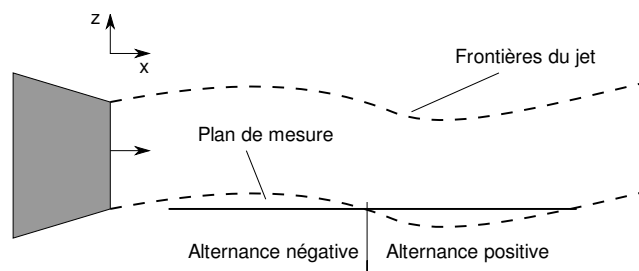 z
x
Frontières du jet
Plan de mesure
Alternance négative
Alternance positive